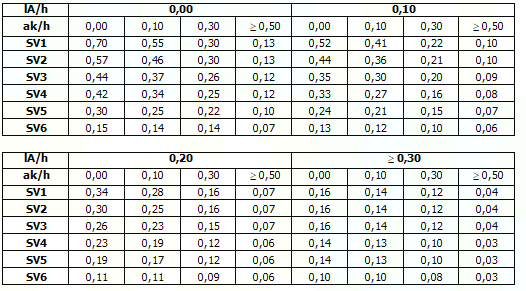 lA/h 0,00 0,10
ak/h 0,00 0,10 0,30 ≥ 0,50 0,00 0,10 0,30 ≥ 0,50
SV1 0,70 0,55 0,30 0,13 0,52 0,41 0,22 0,10
SV2 0,57 0,46 0,30 0,13 0,44 0,36 0,21 0,10
SV3 0,44 0,37 0,26 0,12 0,35 0,30 0,20 0,09
SV4 0,42 0,34 0,25 0,12 0,33 0,27 0,16 0,08
SV5 0,30 0,25 0,22 0,10 0,24 0,21 0,15 0,07
SV6 0,15 0,14 0,14 0,07 0,13 0,12 0,10 0,06
lA/h 0,20 ≥ 0,30
ak/h 0,00 0,10 0,30 ≥ 0,50 0,00 0,10 0,30 ≥ 0,50
SV1 0,34 0,28 0,16 0,07 0,16 0,14 0,12 0,04
SV2 0,30 0,25 0,16 0,07 0,16 0,14 0,12 0,04
SV3 0,26 0,23 0,15 0,07 0,16 0,14 0,12 0,04
SV4 0,23 0,19 0,12 0,06 0,14 0,13 0,10 0,03
SV5 0,19 0,17 0,12 0,06 0,14 0,13 0,10 0,03
SV6 0,11 0,11 0,09 0,06 0,10 0,10 0,08 0,03